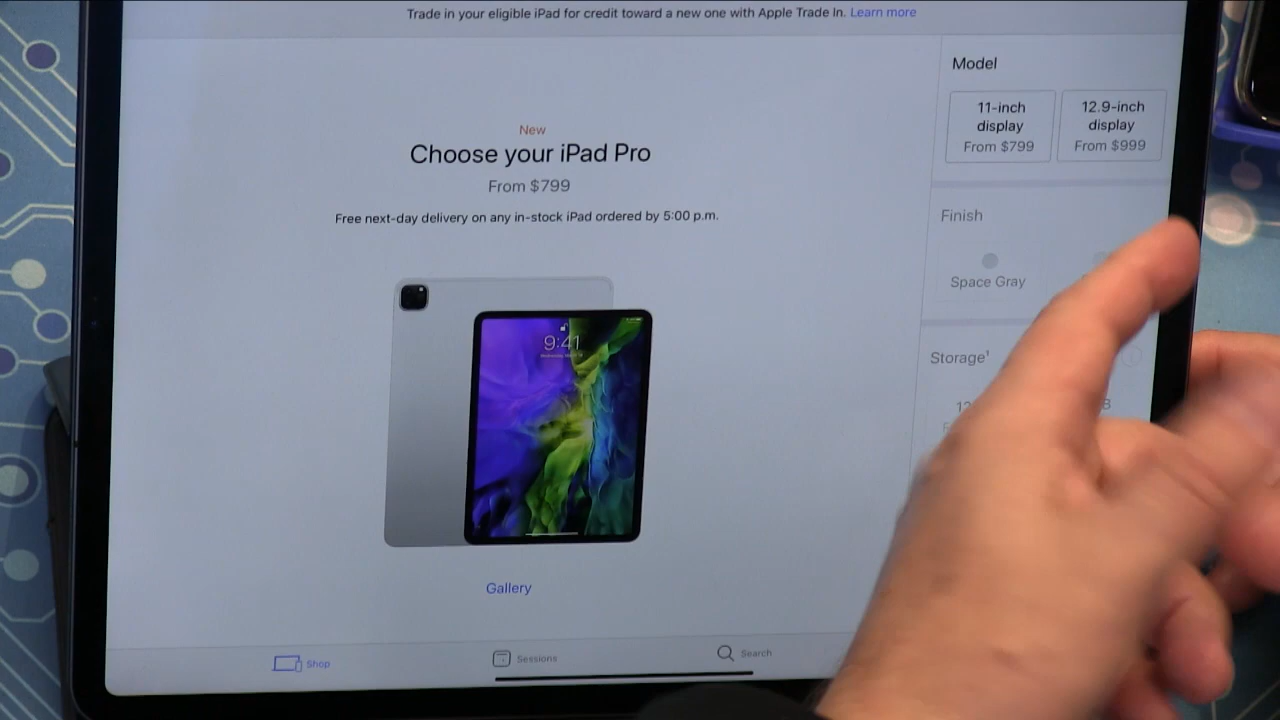 Trade in your eligible iPad for credit toward a new one with Apple Trade In. Learn more
New
Choose your iPad Pro
From $799
Free next-day delivery on any in-stock iPad ordered by 5:00 p.m.
9:41
Gallery
Model
11-inch
display
From $799
12.9-inch
display
From $999
Finish
Space Gray
Storage¹
Shop
Sessions
Search